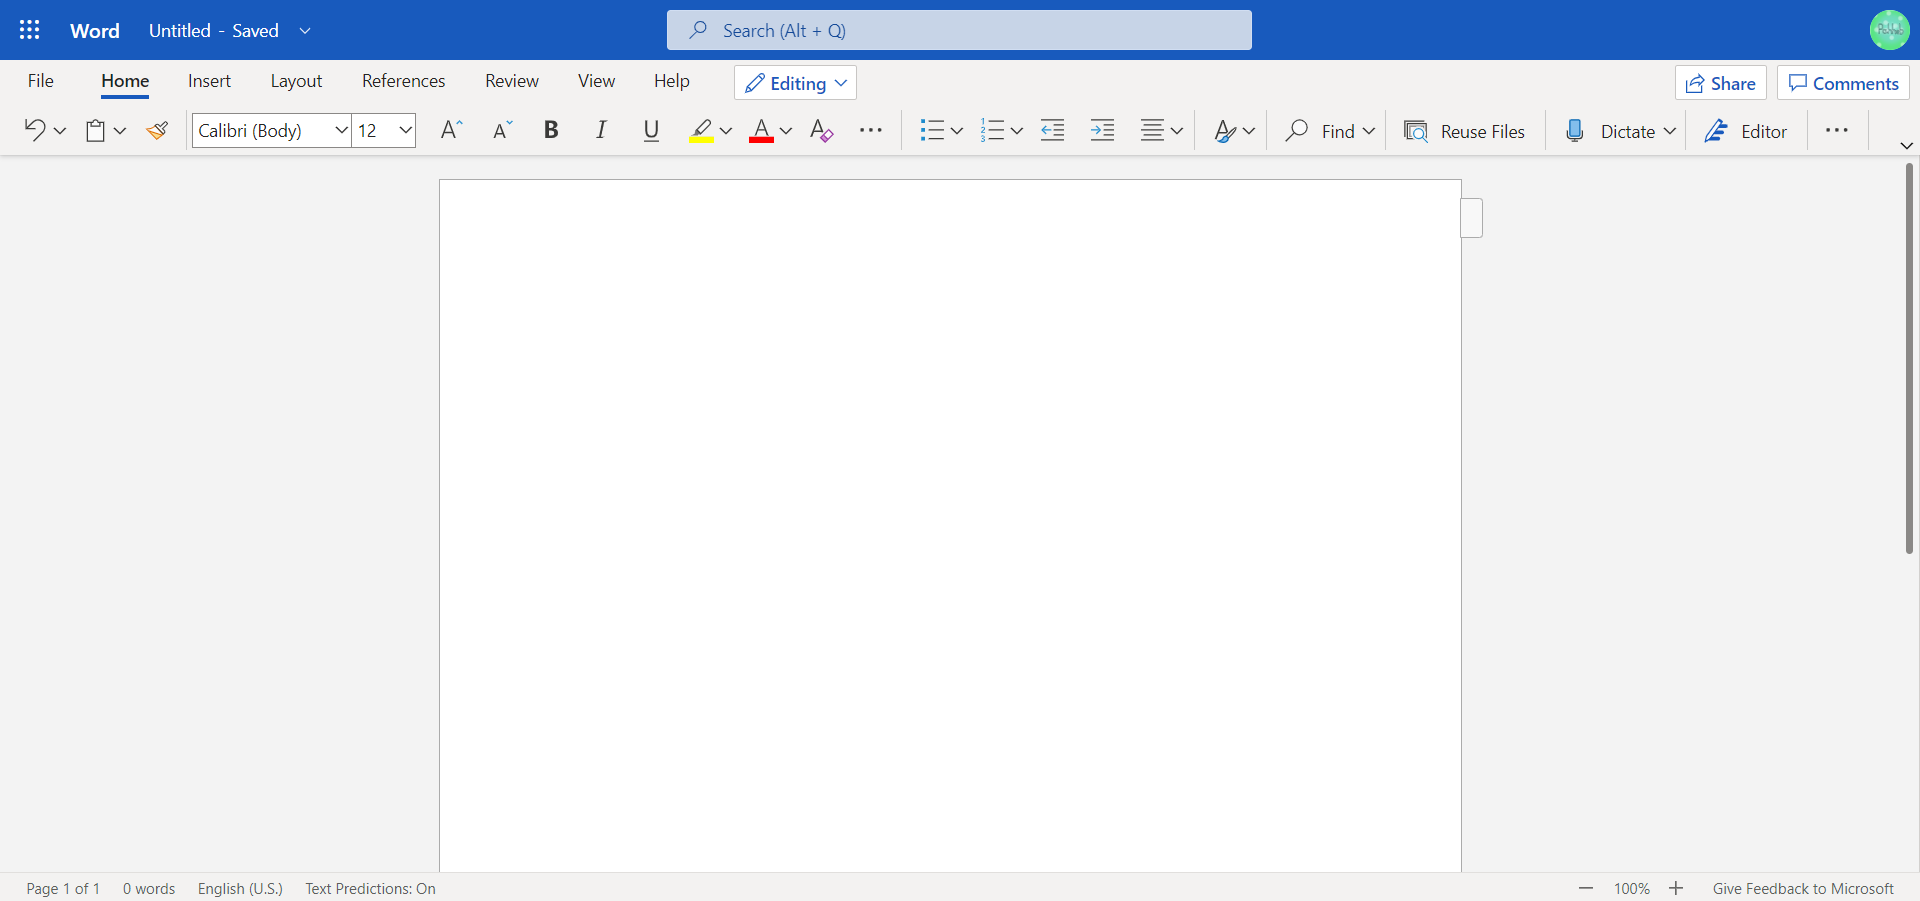 Word Untitled - Saved Search (Alt + Q)
File Home Insert Layout References Review View Help Editing Share Comments
Calibri (Body) 12 A A B I U A A Find Reuse Files Dictate Editor
Page 1 of 1 0 words English (U.S.) Text Predictions: On 100% Give Feedback to Microsoft